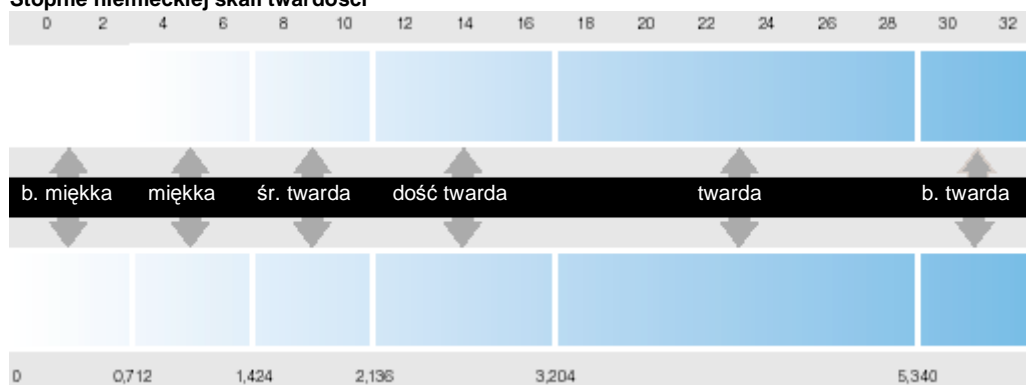 Stopnie niemieckiej skali twardości
0 2 4 6 8 10 12 14 16 18 20 22 24 26 28 30 32
b. miękka miękka śr. twarda dość twarda twarda b. twarda
0 0,712 1,424 2,136 3,204 5,340